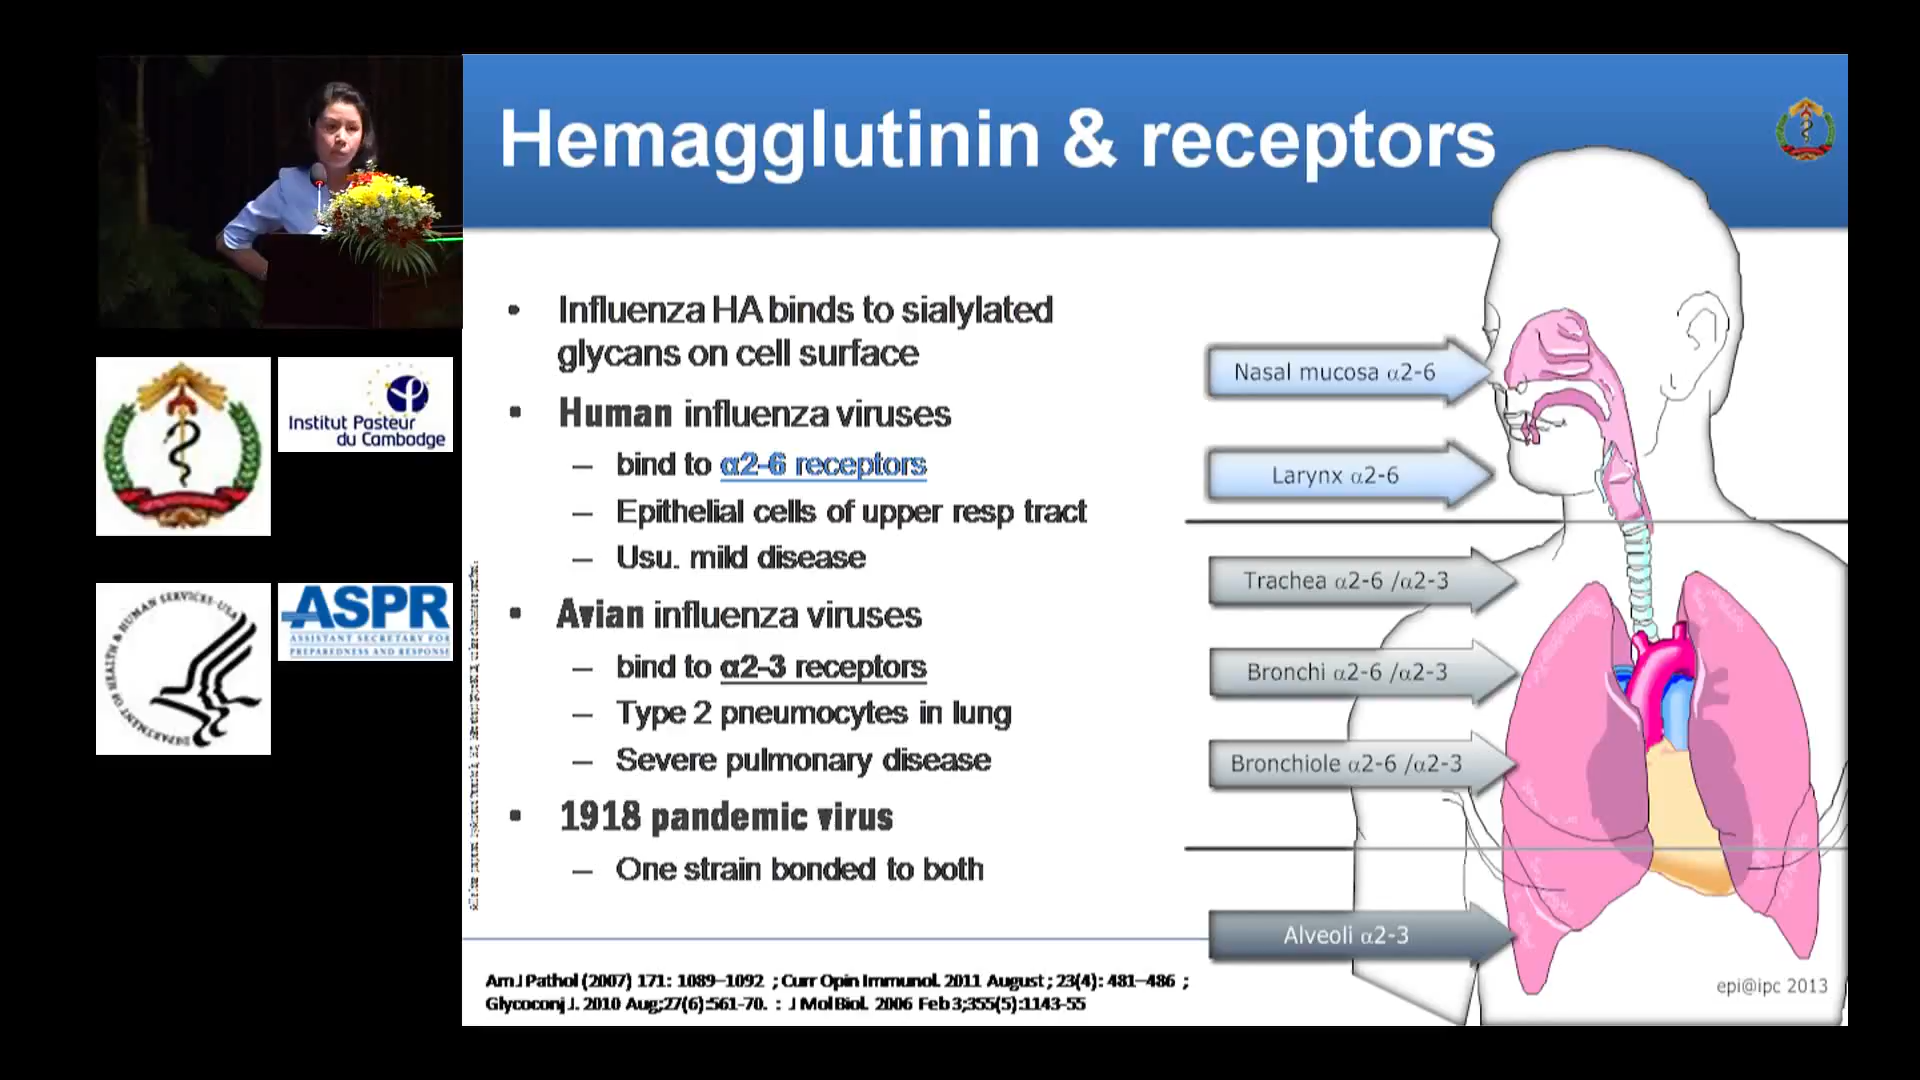 Hemagglutinin & receptors
• Influenza HA binds to sialylated
glycans on cell surface
• Human influenza viruses
– bind to α2-6 receptors
– Epithelial cells of upper resp tract
– Usu. mild disease
• Avian influenza viruses
– bind to α2-3 receptors
– Type 2 pneumocytes in lung
– Severe pulmonary disease
• 1918 pandemic virus
– One strain bonded to both
Nasal mucosa α2-6
Larynx α2-6
Trachea α2-6 /α2-3
Bronchi α2-6 /α2-3
Bronchiole α2-6 /α2-3
Alveoli α2-3
epi@ipc 2013
Am J Pathol (2007) 171: 1089–1092 ; Curr Opin Immunol. 2011 August ; 23(4): 481–486 ;
Glycoconj J. 2010 Aug;27(6):561-70. : J Mol Biol. 2006 Feb 3;355(5):1143-55
Institut Pasteur
du Cambodge
DEPARTMENT OF HEALTH & HUMAN SERVICES·USA
ASPR
ASSISTANT SECRETARY FOR
PREPAREDNESS AND RESPONSE